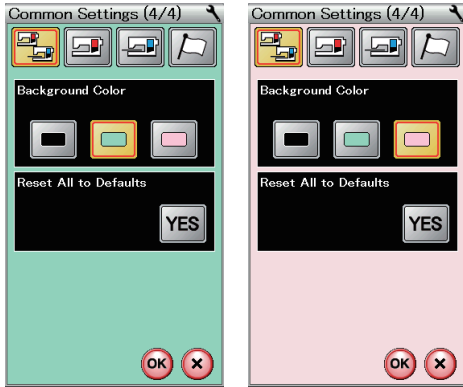 Common Settings (4/4)
Background Color
Reset All to Defaults
YES
OK
Common Settings (4/4)
Background Color
Reset All to Defaults
YES
OK